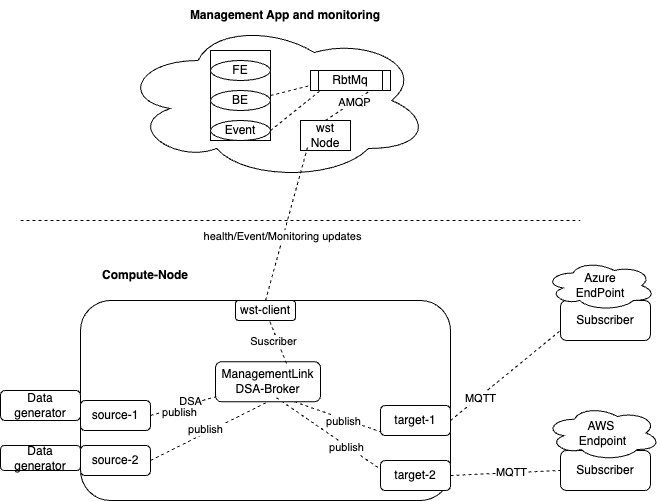 Management App and monitoring
FE
BE
Event
RbtMq
AMQP
wst
Node
health/Event/Monitoring updates
Compute-Node
wst-client
Suscriber
ManagementLink
DSA-Broker
Data
generator
source-1
DSA
publish
Data
generator
source-2
publish
publish
target-1
publish
target-2
MQTT
Azure
EndPoint
Subscriber
MQTT
AWS
Endpoint
Subscriber